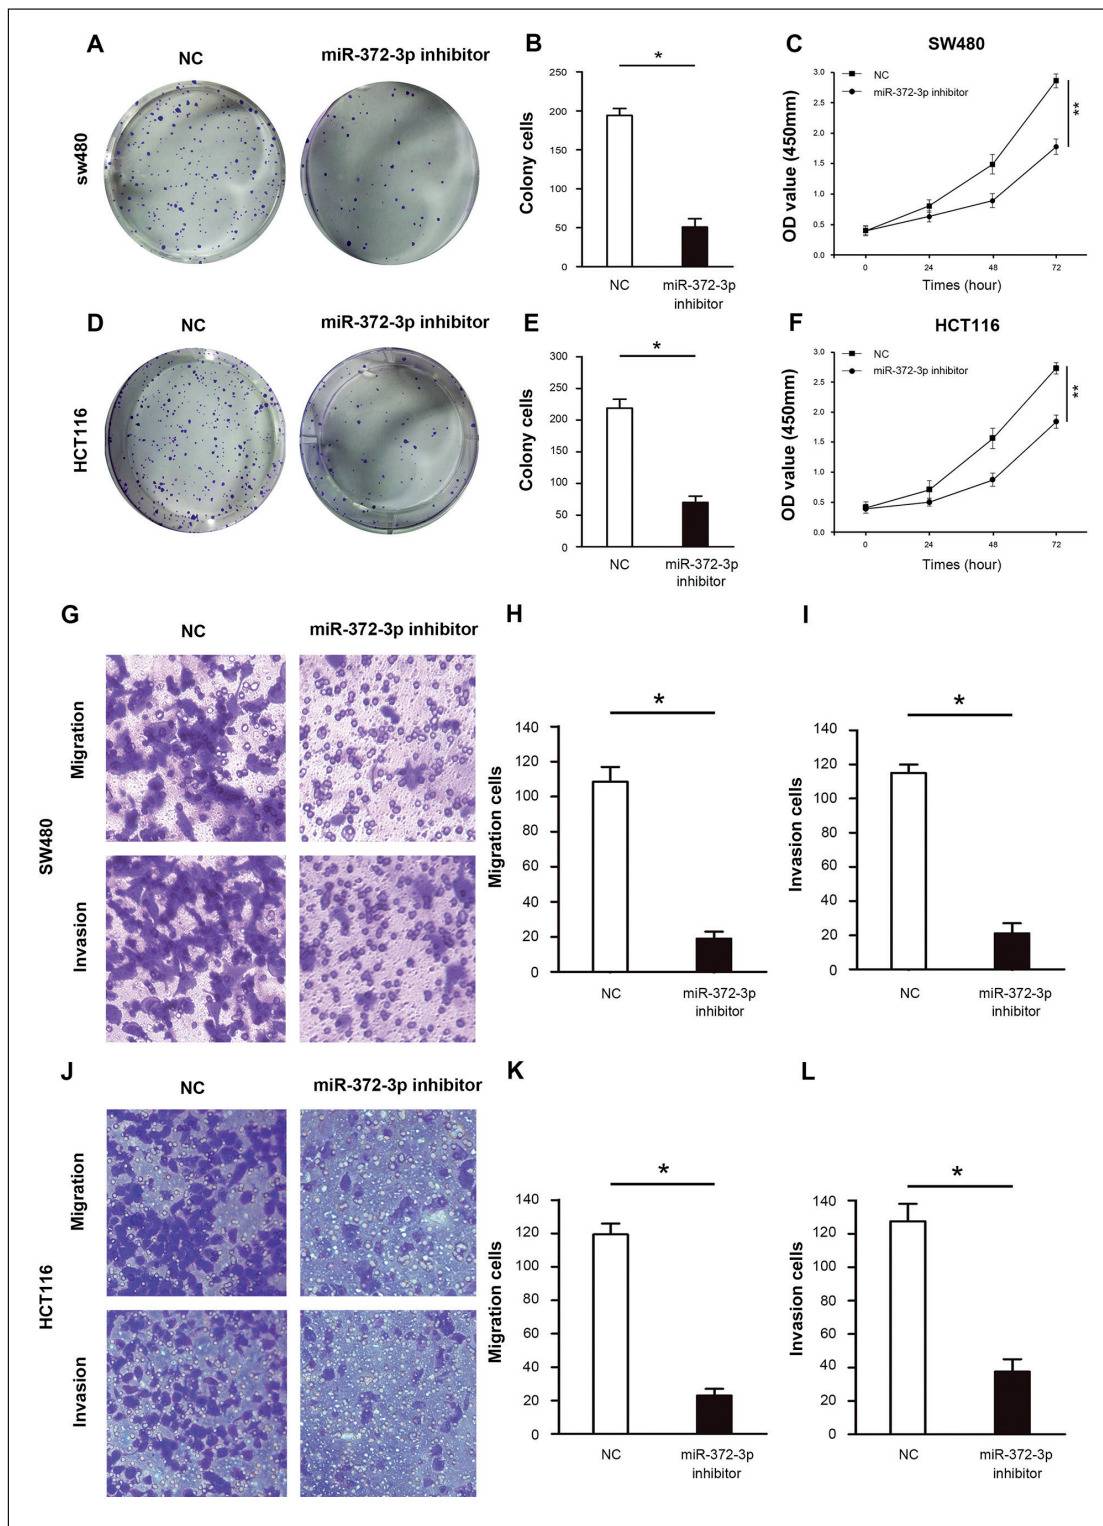 A
NC
miR-372-3p inhibitor
sw480
B
*
Colony cells
250
200
150
100
50
0
NC
miR-372-3p
inhibitor
C
SW480
NC
miR-372-3p inhibitor
OD value (450mm)
3.0
2.5
2.0
1.5
1.0
0.5
0.0
**
0
24
48
72
Times (hour)
D
NC
miR-372-3p inhibitor
HCT116
E
*
Colony cells
300
250
200
150
100
50
0
NC
miR-372-3p
inhibitor
F
HCT116
NC
miR-372-3p inhibitor
OD value (450mm)
3.0
2.5
2.0
1.5
1.0
0.5
0.0
**
0
24
48
72
Times (hour)
G
NC
miR-372-3p inhibitor
SW480
Migration
Invasion
H
*
Migration cells
140
120
100
80
60
40
20
0
NC
miR-372-3p
inhibitor
I
*
Invasion cells
140
120
100
80
60
40
20
0
NC
miR-372-3p
inhibitor
J
NC
miR-372-3p inhibitor
HCT116
Migration
Invasion
K
*
Migration cells
140
120
100
80
60
40
20
0
NC
miR-372-3p
inhibitor
L
*
Invasion cells
140
120
100
80
60
40
20
0
NC
miR-372-3p
inhibitor